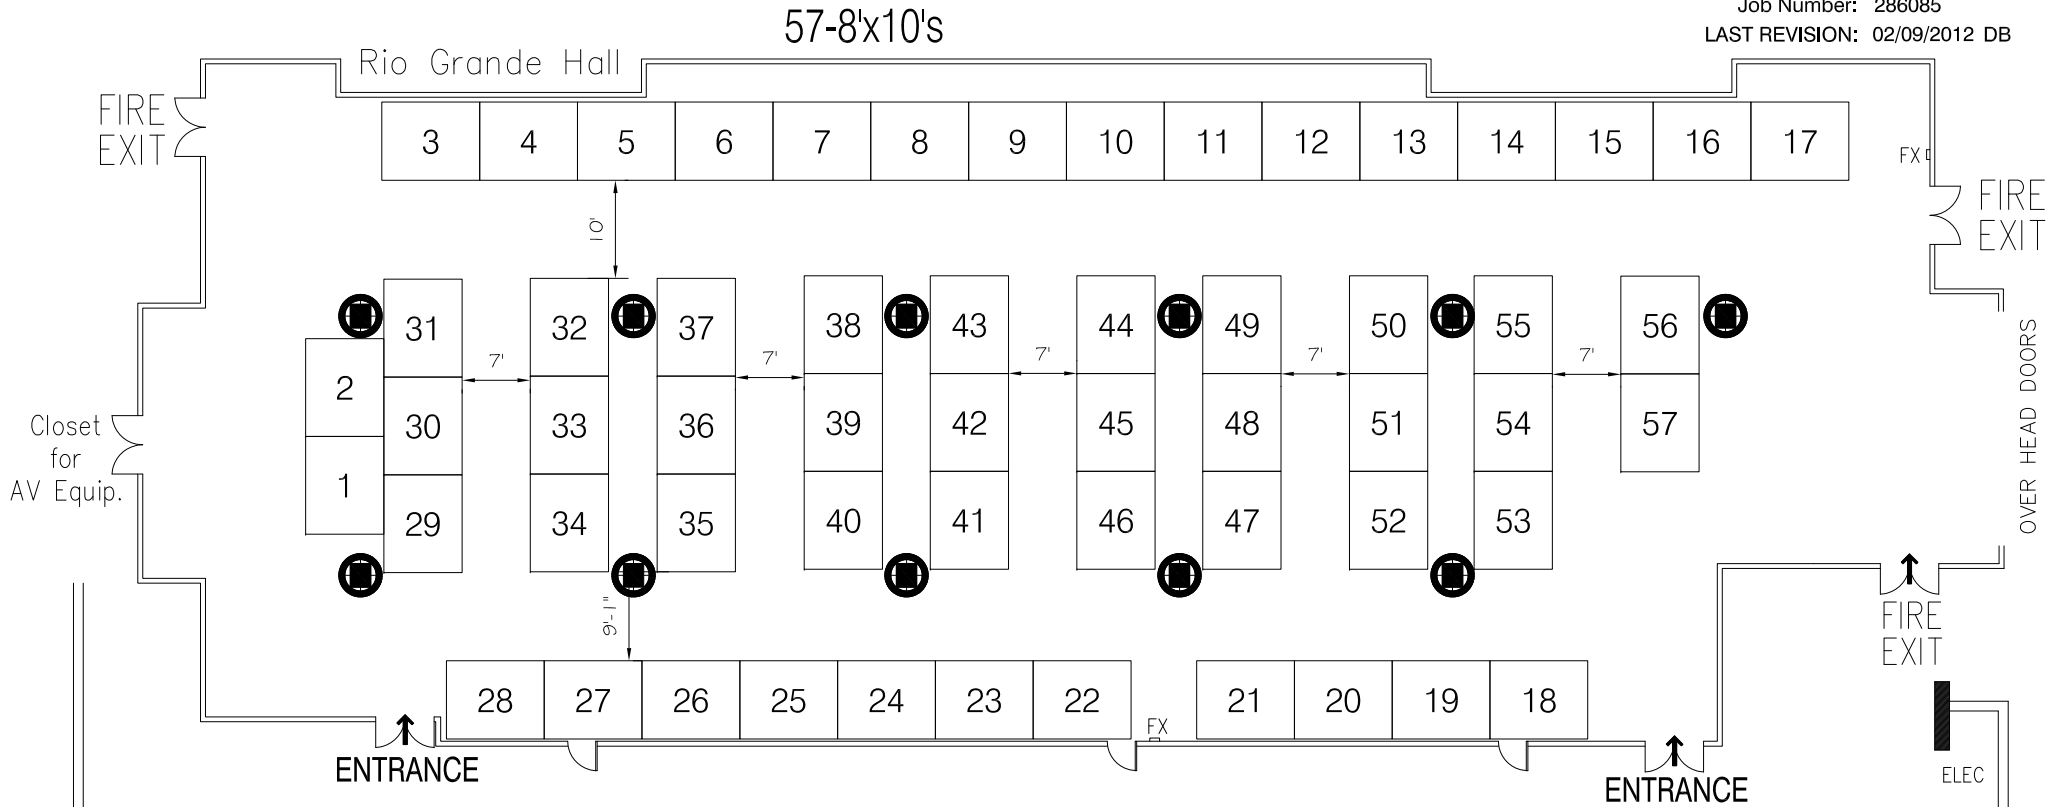 57-8'x10's
Job Number: 286085
LAST REVISION: 02/09/2012 DB
Rio Grande Hall
FIRE
EXIT
3 4 5 6 7 8 9 10 11 12 13 14 15 16 17
FX
FIRE
EXIT
10'
31 32 37 38 43 44 49 50 55 56
7' 7' 7' 7' 7'
2
30 33 36 39 42 45 48 51 54 57
1
29 34 35 40 41 46 47 52 53
Closet
for
AV Equip.
OVER HEAD DOORS
9'-1"
FIRE
EXIT
28 27 26 25 24 23 22 21 20 19 18
FX
ENTRANCE
ENTRANCE
ELEC